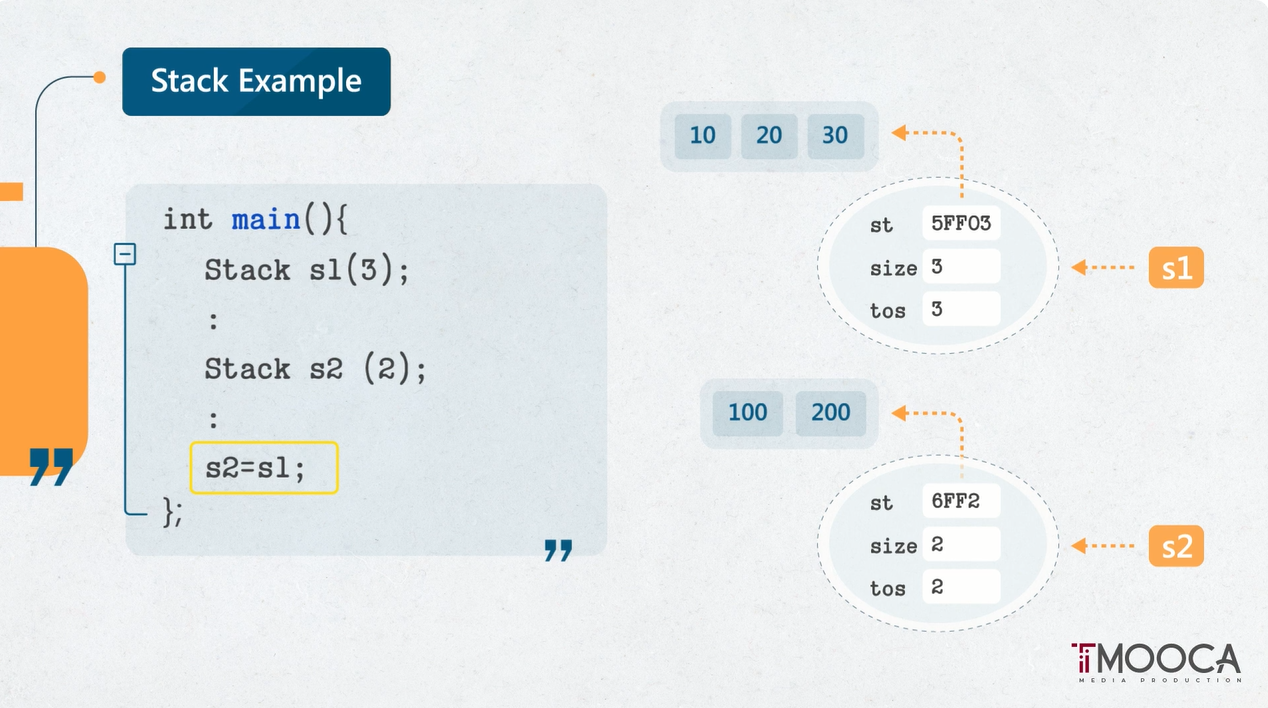 Stack Example
int main(){
Stack s1(3);
:
Stack s2 (2);
:
s2=s1;
};
”
”
10 20 30
st 5FF03
size 3
tos 3
s1
100 200
st 6FF2
size 2
tos 2
s2
TiMOOCA
MEDIA PRODUCTION